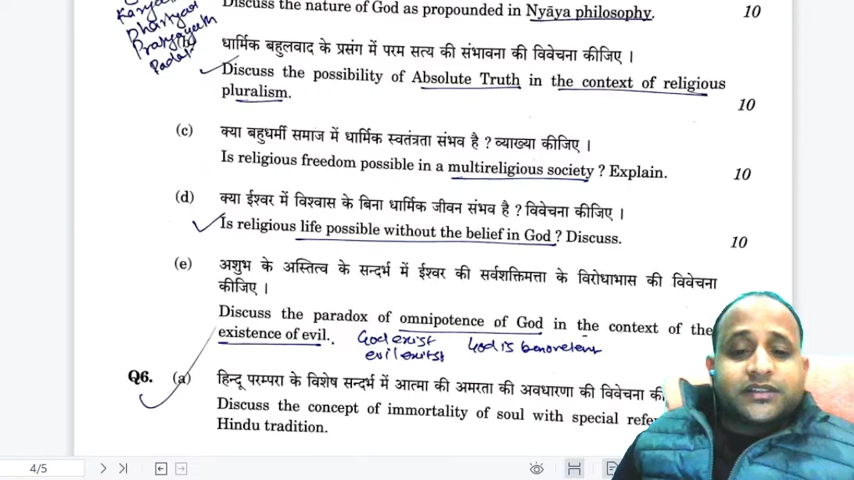 Discuss the nature of God as propounded in Nyāya philosophy. 10
Pratyayeth
धार्मिक बहुलवाद के प्रसंग में परम सत्य की संभावना की विवेचना कीजिए ।
Discuss the possibility of Absolute Truth in the context of religious
pluralism. 10
(c) क्या बहुधर्मी समाज में धार्मिक स्वतंत्रता संभव है ? व्याख्या कीजिए ।
Is religious freedom possible in a multireligious society ? Explain. 10
(d) क्या ईश्वर में विश्वास के बिना धार्मिक जीवन संभव है ? विवेचना कीजिए ।
Is religious life possible without the belief in God ? Discuss. 10
(e) अशुभ के अस्तित्व के सन्दर्भ में ईश्वर की सर्वशक्तिमत्ता के विरोधाभास की विवेचना
कीजिए ।
Discuss the paradox of omnipotence of God in the context of the
existence of evil. God exist God is benovelent
evil exitst
Q6. (a) हिन्दू परम्परा के विशेष सन्दर्भ में आत्मा की अमरता की अवधारणा की विवेचना की
Discuss the concept of immortality of soul with special refe
Hindu tradition.
4/5